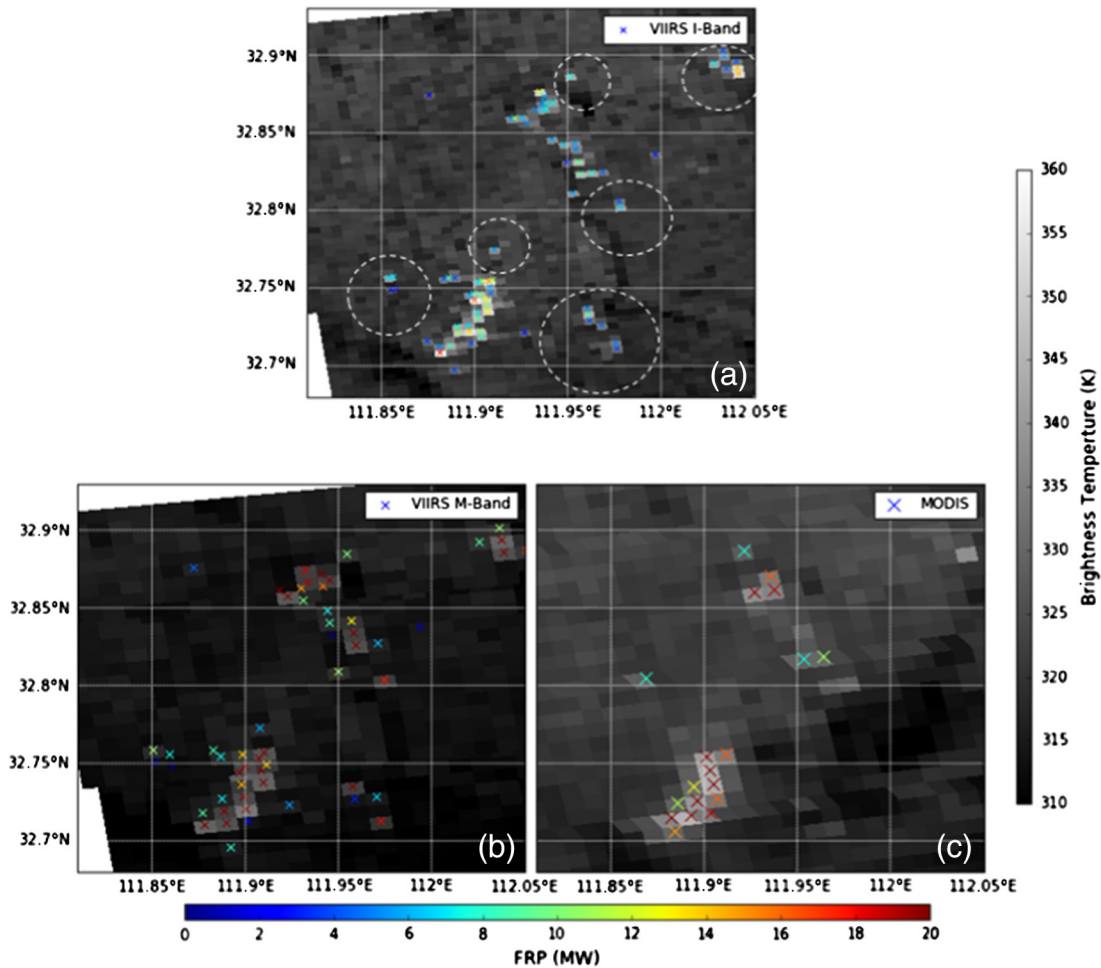 VIIRS I-Band
32.9°N
32.85°N
32.8°N
32.75°N
32.7°N
(a)
111.85°E 111.9°E 111.95°E 112°E 112 05°E
360
355
350
345
340
335
330
325
320
315
310
Brightness Temperture (K)
VIIRS M-Band
32.9°N
32.85°N
32.8°N
32.75°N
32.7°N
(b)
111.85°E 111.9°E 111.95°E 112°E 112.05°E
MODIS
(c)
111.85°E 111.9°E 111.95°E 112°E 112.05°E
0 2 4 6 8 10 12 14 16 18 20
FRP (MW)